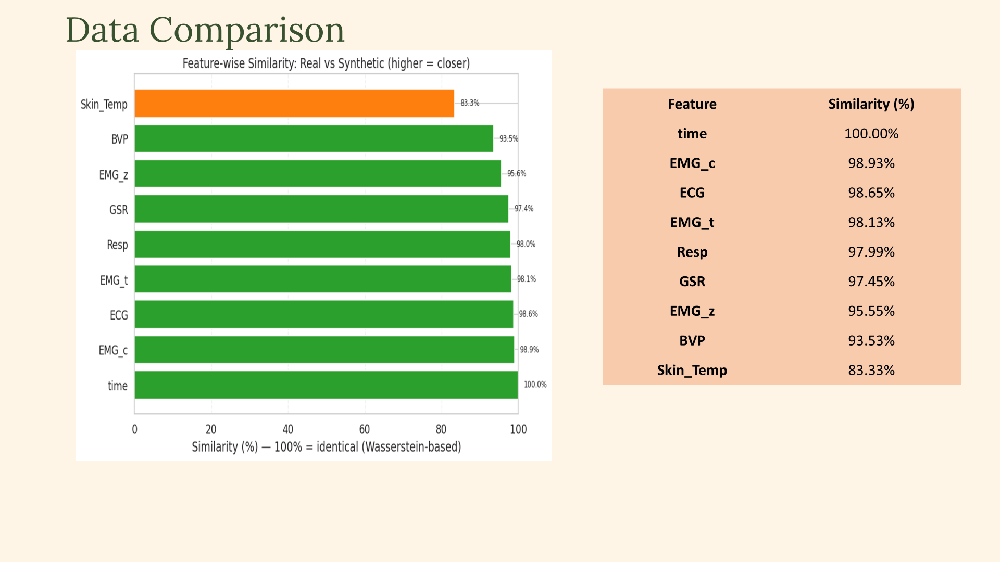 Data Comparison
Feature-wise Similarity: Real vs Synthetic (higher = closer)
Skin_Temp 83.3%
BVP 93.5%
EMG_z 95.6%
GSR 97.4%
Resp 98.0%
EMG_t 98.1%
ECG 98.6%
EMG_c 98.9%
time 100.0%
0 20 40 60 80 100
Similarity (%) — 100% = identical (Wasserstein-based)
Feature Similarity (%)
time 100.00%
EMG_c 98.93%
ECG 98.65%
EMG_t 98.13%
Resp 97.99%
GSR 97.45%
EMG_z 95.55%
BVP 93.53%
Skin_Temp 83.33%